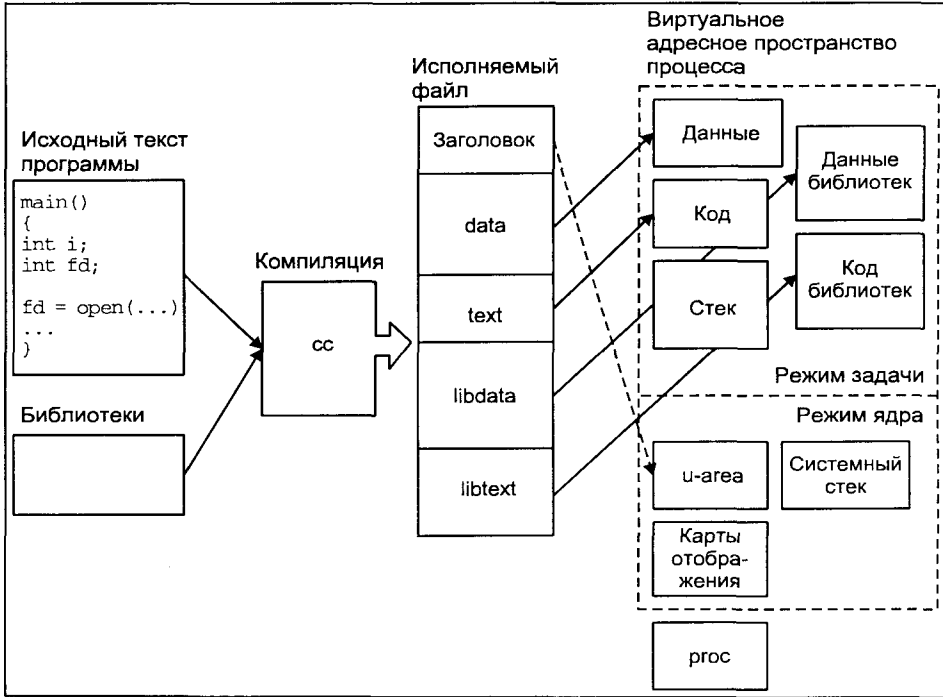 Исходный текст
программы
main()
{
int i;
int fd;
fd = open(...)
...
}
Библиотеки
Компиляция
cc
Исполняемый
файл
Заголовок
data
text
libdata
libtext
Виртуальное
адресное пространство
процесса
Данные
Данные
библиотек
Код
Код
библиотек
Стек
Режим задачи
Режим ядра
u-area
Системный
стек
Карты
отобра-
жения
proc